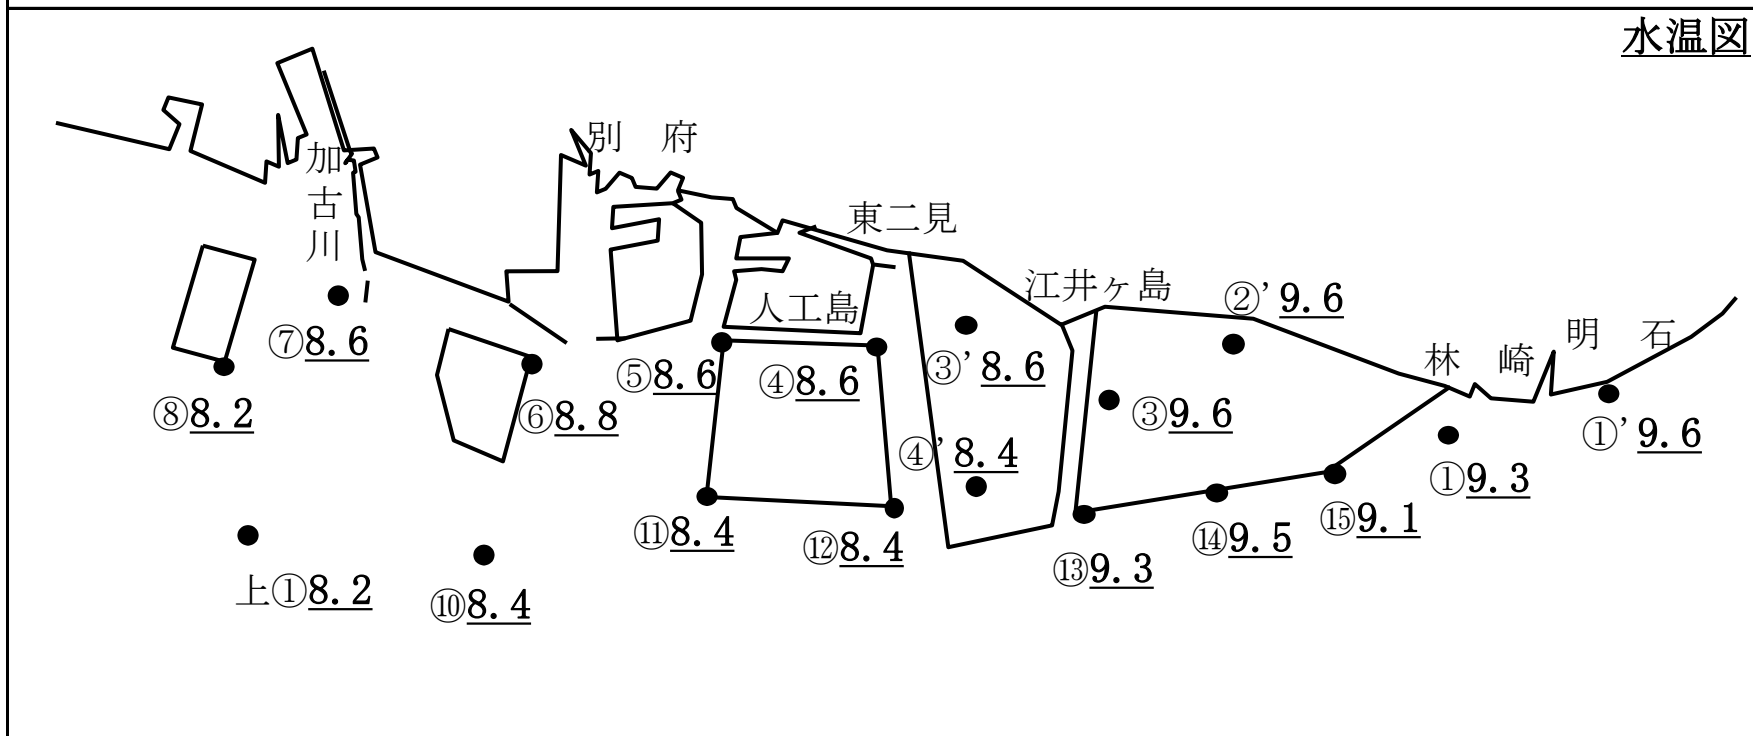 水温図
別 府
加古川
東二見
江井ヶ島
②’9.6
人工島
⑦8.6
明 石
林 崎
⑤8.6
④8.6
③’8.6
⑧8.2
⑥8.8
③9.6
①’9.6
④’8.4
①9.3
⑪8.4
⑫8.4
⑭9.5
⑮9.1
⑬9.3
上①8.2
⑩8.4